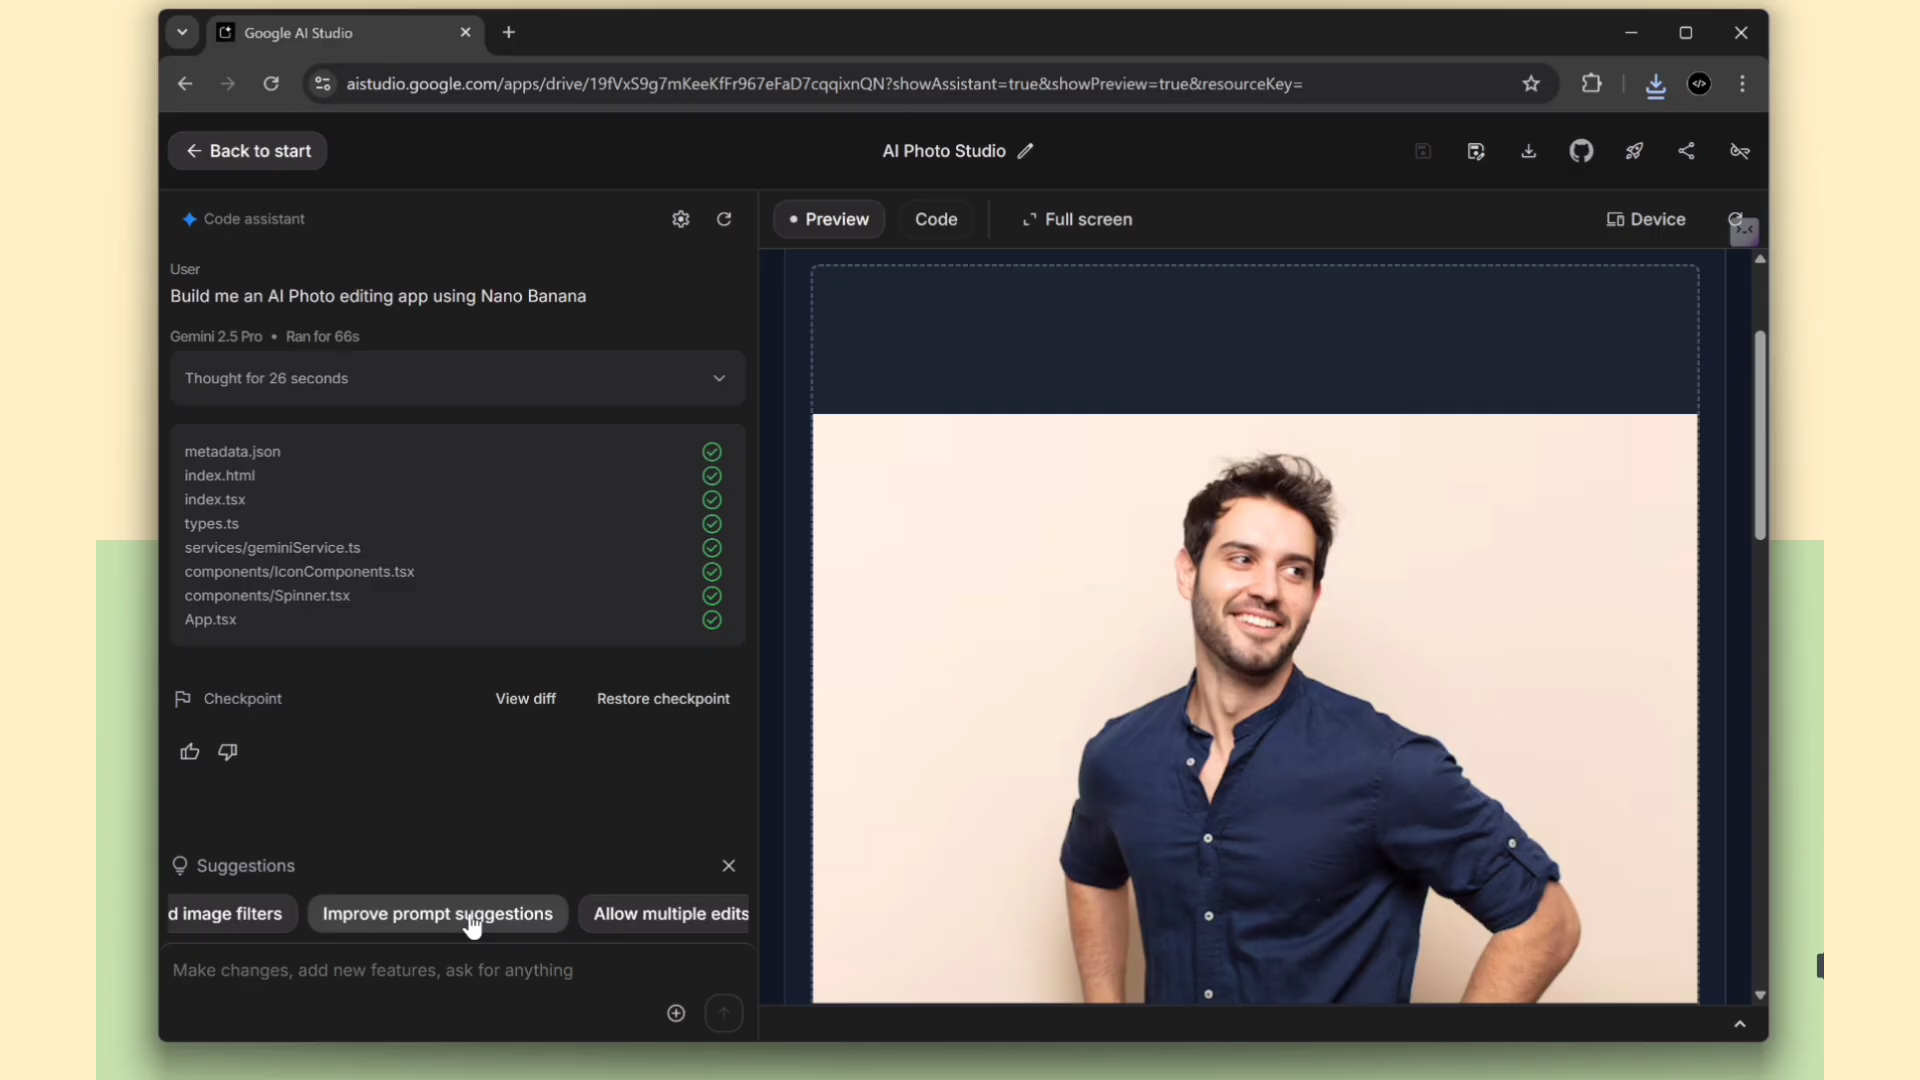 Google AI Studio
aistudio.google.com/apps/drive/19fVxS9g7mKeeKfFr967eFaD7cqqixnQN?showAssistant=true&showPreview=true&resourceKey=
Back to start
AI Photo Studio
Code assistant
Preview
Code
Full screen
Device
User
Build me an AI Photo editing app using Nano Banana
Gemini 2.5 Pro • Ran for 66s
Thought for 26 seconds
metadata.json
index.html
index.tsx
types.ts
services/geminiService.ts
components/IconComponents.tsx
components/Spinner.tsx
App.tsx
Checkpoint
View diff
Restore checkpoint
Suggestions
d image filters
Improve prompt suggestions
Allow multiple edits
Make changes, add new features, ask for anything